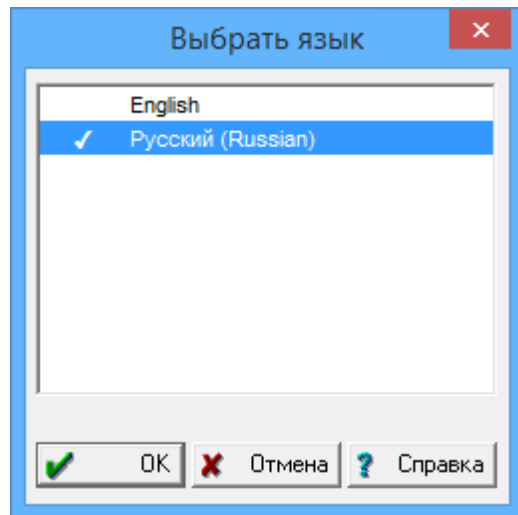 Выбрать язык
English
Русский (Russian)
OK
Отмена
Справка